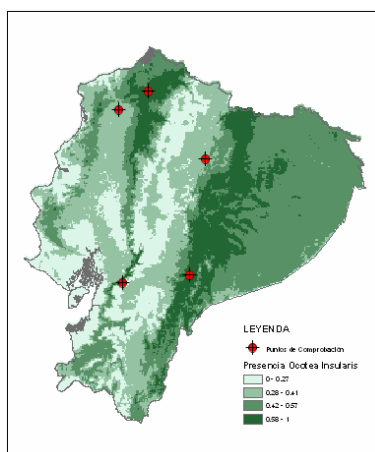 LEYENDA
Puntos de Comprobación
Presencia Ocotea Insularis
0 - 0.27
0.28 - 0.41
0.42 - 0.57
0.58 - 1